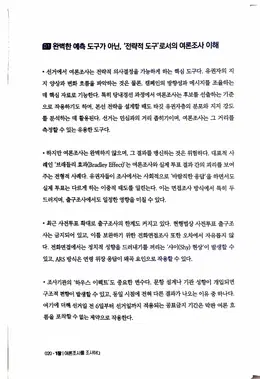 완벽한 예측 도구가 아닌, '전략적 도구'로서의 여론조사 이해
• 선거에서 여론조사는 전략적 의사결정을 가능하게 하는 핵심 도구다. 유권자의 지
지 양상과 변화 흐름을 파악하는 것은 물론, 캠페인의 방향성과 메시지를 조율하는
데 핵심 자료로 기능한다. 특히 당내경선 과정에서 여론조사는 후보를 선출하는 기준
으로 작용하기도 하며, 본선 전략을 설계할 때도 타깃 유권자층의 분포와 지지 강도
를 분석하는 데 활용된다. 선거는 민심과의 거리 좁히기이며, 여론조사는 그 거리를
측정할 수 있는 유용한 도구다.
• 하지만 여론조사는 완벽하지 않으며, 그 결과를 맹신하는 것은 위험하다. 대표적 사
례인 '브래들리 효과(Bradley Effect)'는 여론조사와 실제 투표 결과 간의 괴리를 보여
주는 전형적 사례다. 유권자들이 조사에서는 사회적으로 '바람직한 응답'을 하면서도
실제 투표는 다르게 하는 이중적 태도를 말한다. 이는 면접조사 방식에서 특히 두
드러지며, 출구조사에서도 일정한 영향을 미칠 수 있다.
• 최근 사전투표 확대로 출구조사의 한계도 커지고 있다. 현행법상 사전투표 출구조
사는 금지되어 있고, 이를 보완하기 위한 전화면접조사 또한 오차에서 자유롭지 않
다. 전화면접에서는 정치적 성향을 드러내기를 꺼리는 '샤이(Shy) 현상'이 발생할 수
있고, ARS 방식은 연령 위장 응답이 왜곡 요인으로 작용할 수 있다.
• 조사기관의 '하우스 이펙트'도 중요한 변수다. 문항 설계나 기관 성향이 개입되면
구조적 편향이 발생할 수 있고, 동일 시점에 전혀 다른 결과가 나오는 이유 중 하나다.
여기에 더해 선거일 전 6일부터 선거일까지 적용되는 공표금지 기간은 막판 여론 흐
름을 포착할 수 없는 제약으로 작용한다.
020 · 1장 |